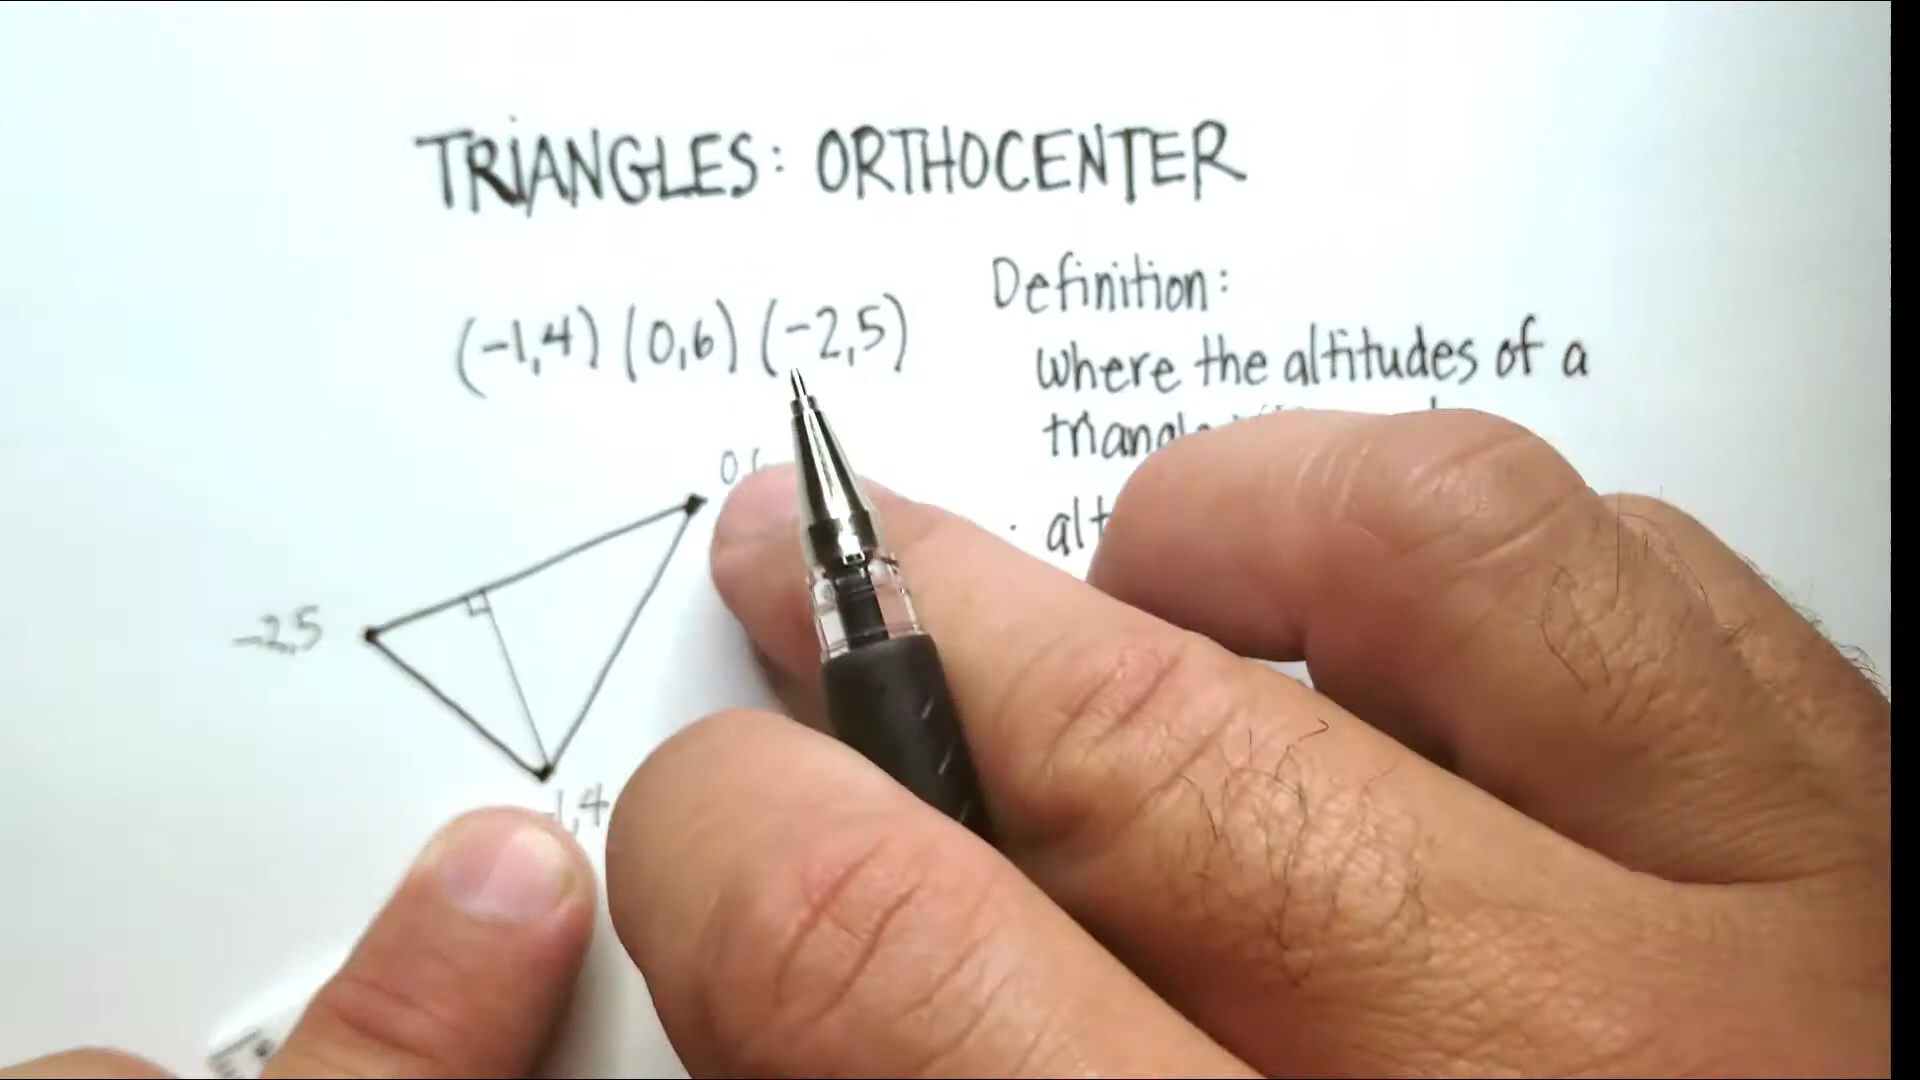 TRIANGLES: ORTHOCENTER
(-1,4) (0,6) (-2,5)
Definition:
where the altitudes of a
-2,5